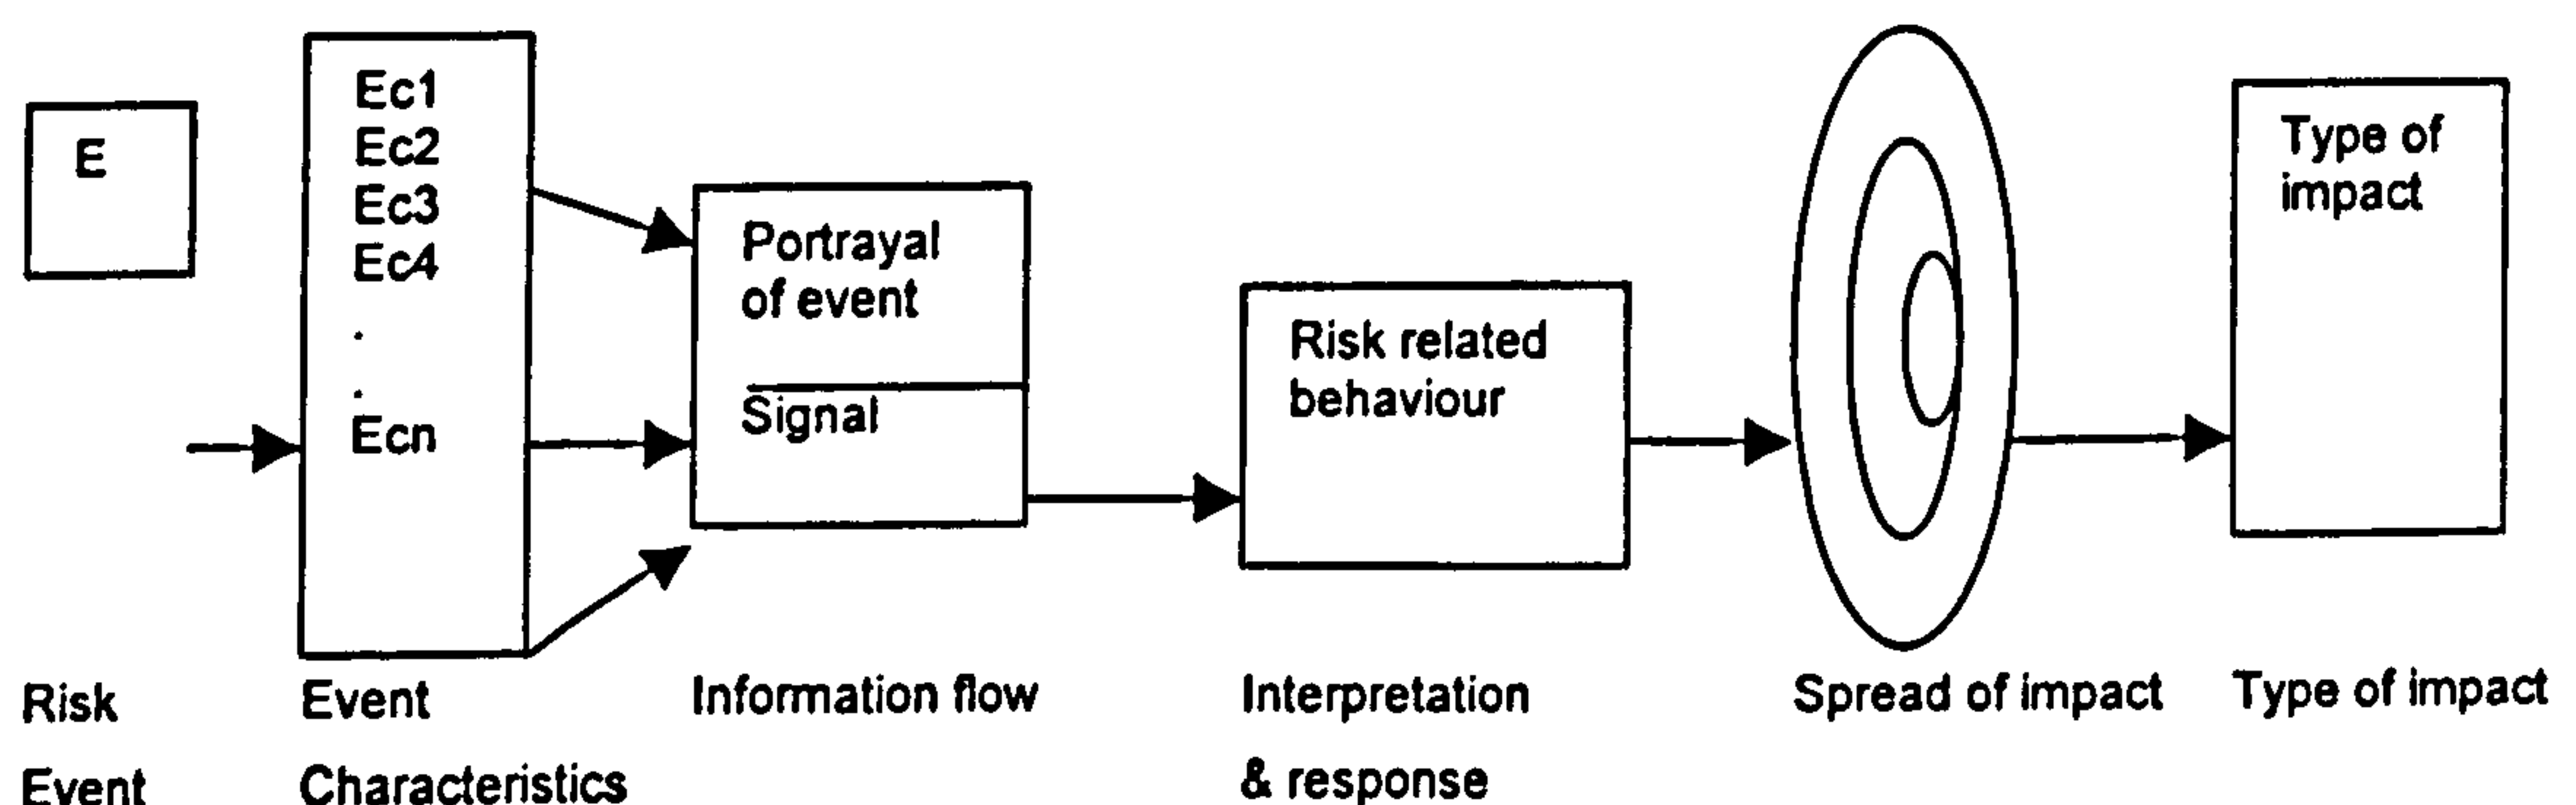 E
Ec1
Ec2
Ec3
Ec4
.
.
Ecn
Portrayal
of event
Signal
Risk related
behaviour
Type of
impact
Risk
Event
Event
Characteristics
Information flow
Interpretation
& response
Spread of impact
Type of impact